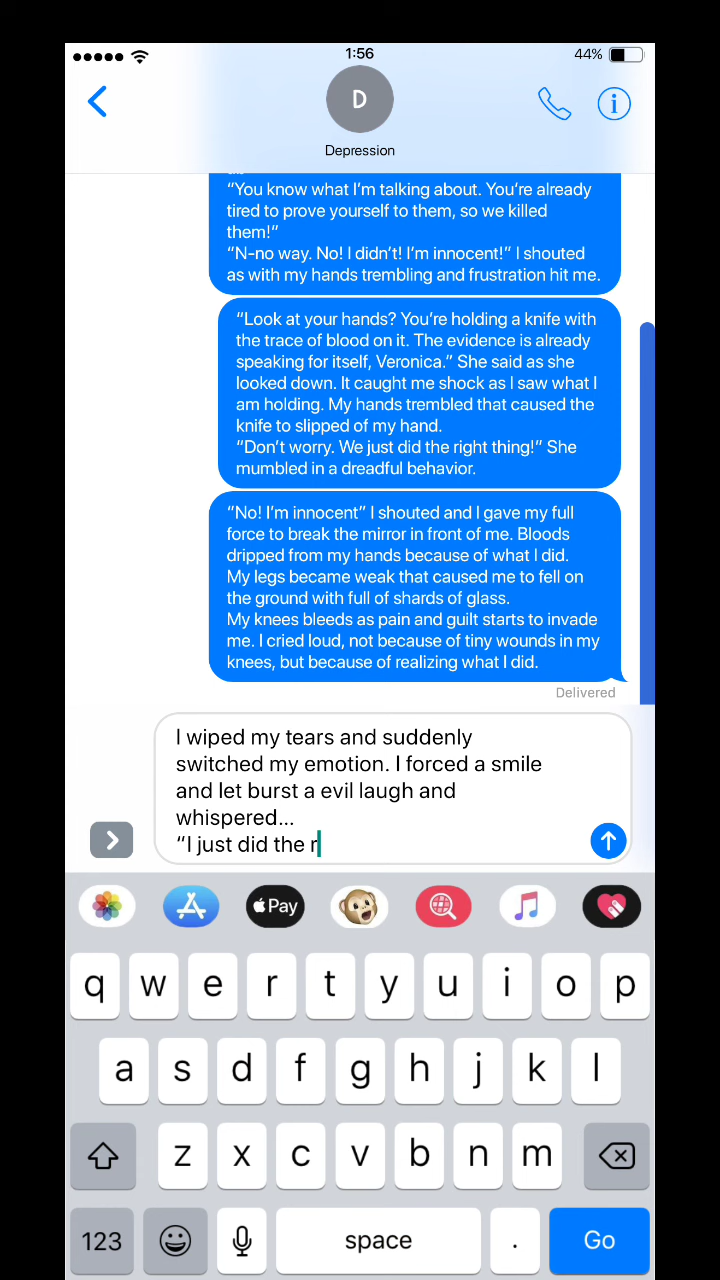 1:56
44%
D
Depression
“You know what I’m talking about. You’re already
tired to prove yourself to them, so we killed
them!“
“N-no way. No! I didn’t! I’m innocent!” I shouted
as with my hands trembling and frustration hit me.
“Look at your hands? You’re holding a knife with
the trace of blood on it. The evidence is already
speaking for itself, Veronica.” She said as she
looked down. It caught me shock as I saw what I
am holding. My hands trembled that caused the
knife to slipped of my hand.
“Don’t worry. We just did the right thing!” She
mumbled in a dreadful behavior.
“No! I’m innocent” I shouted and I gave my full
force to break the mirror in front of me. Bloods
dripped from my hands because of what I did.
My legs became weak that caused me to fell on
the ground with full of shards of glass.
My knees bleeds as pain and guilt starts to invade
me. I cried loud, not because of tiny wounds in my
knees, but because of realizing what I did.
Delivered
I wiped my tears and suddenly
switched my emotion. I forced a smile
and let burst a evil laugh and
whispered...
“I just did the r
Pay
q w e r t y u i o p
a s d f g h j k l
z x c v b n m
123 space . Go